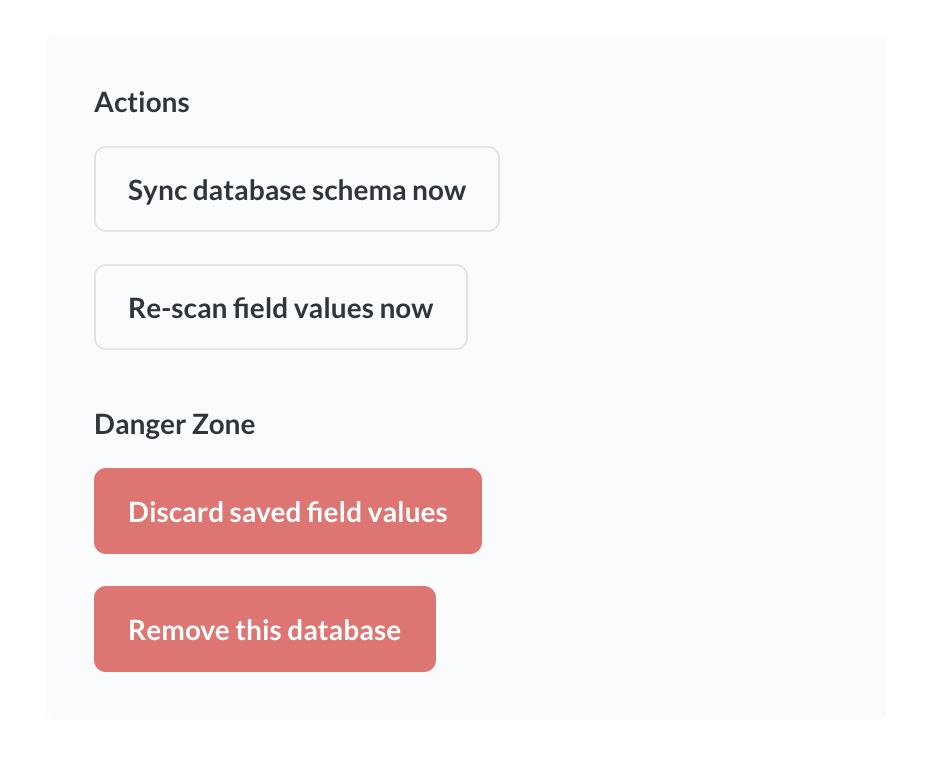 Actions
Sync database schema now
Re-scan field values now
Danger Zone
Discard saved field values
Remove this database